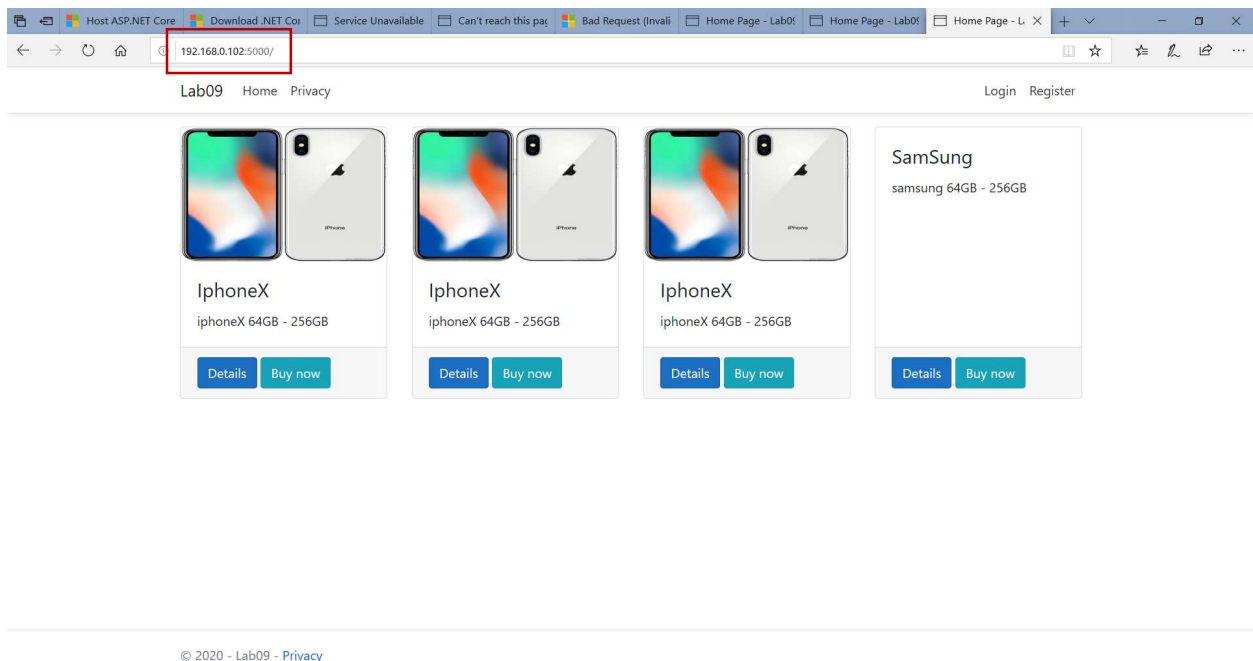 Host ASP.NET Core Download .NET Cor Service Unavailable Can't reach this pag Bad Request (Invali Home Page - Lab09 Home Page - Lab09 Home Page - L
192.168.0.102:5000/
Lab09 Home Privacy Login Register
iPhone iPhone iPhone
SamSung
samsung 64GB - 256GB
IphoneX IphoneX IphoneX
iphoneX 64GB - 256GB iphoneX 64GB - 256GB iphoneX 64GB - 256GB
Details Buy now Details Buy now Details Buy now Details Buy now
© 2020 - Lab09 - Privacy